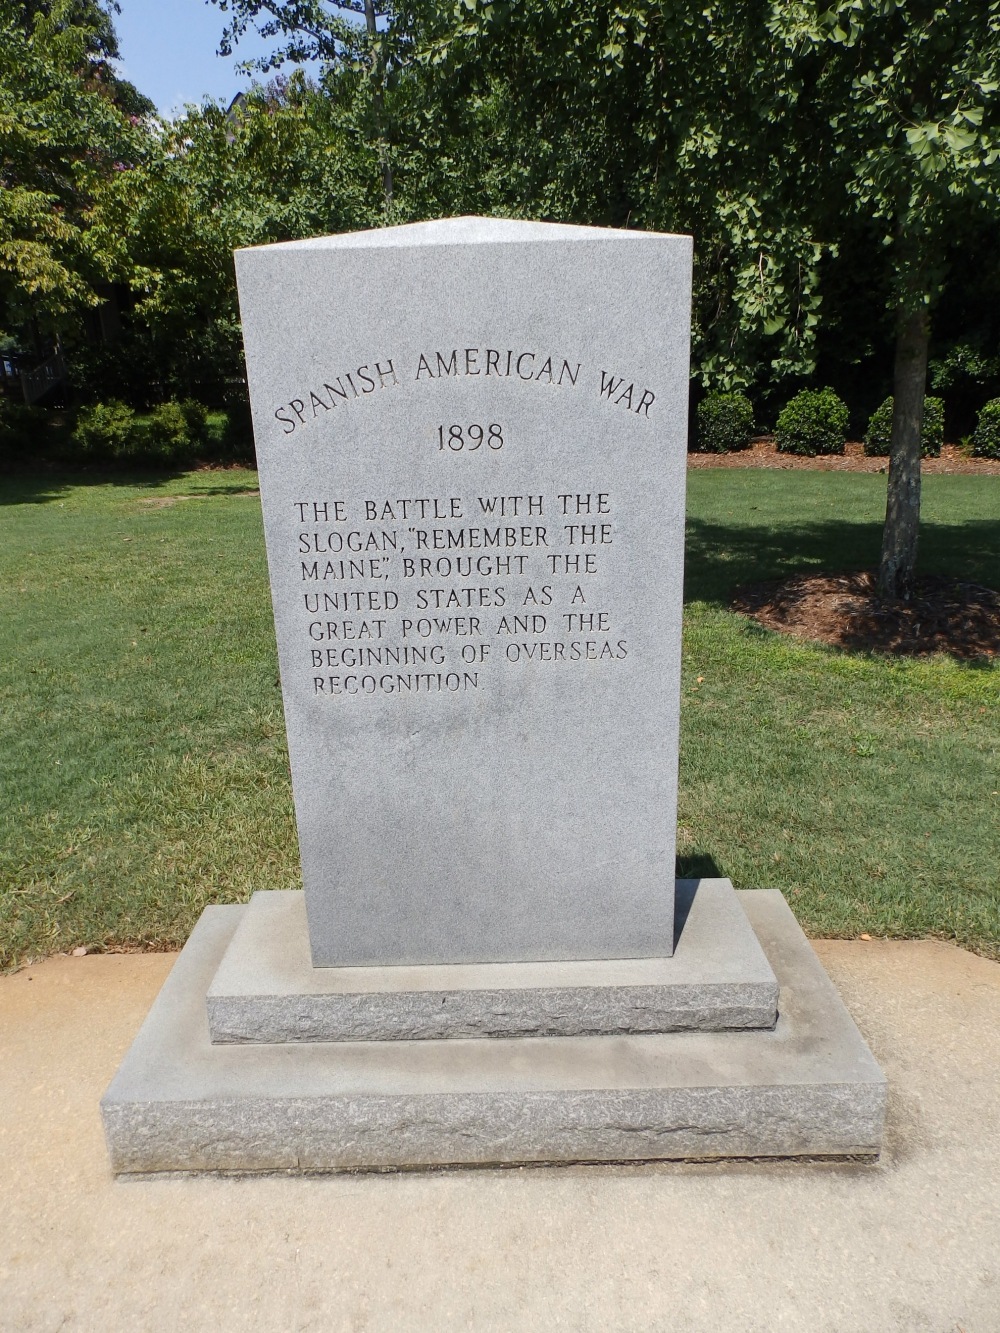 SPANISH AMERICAN WAR
1898
THE BATTLE WITH THE
SLOGAN, "REMEMBER THE
MAINE", BROUGHT THE
UNITED STATES AS A
GREAT POWER AND THE
BEGINNING OF OVERSEAS
RECOGNITION.